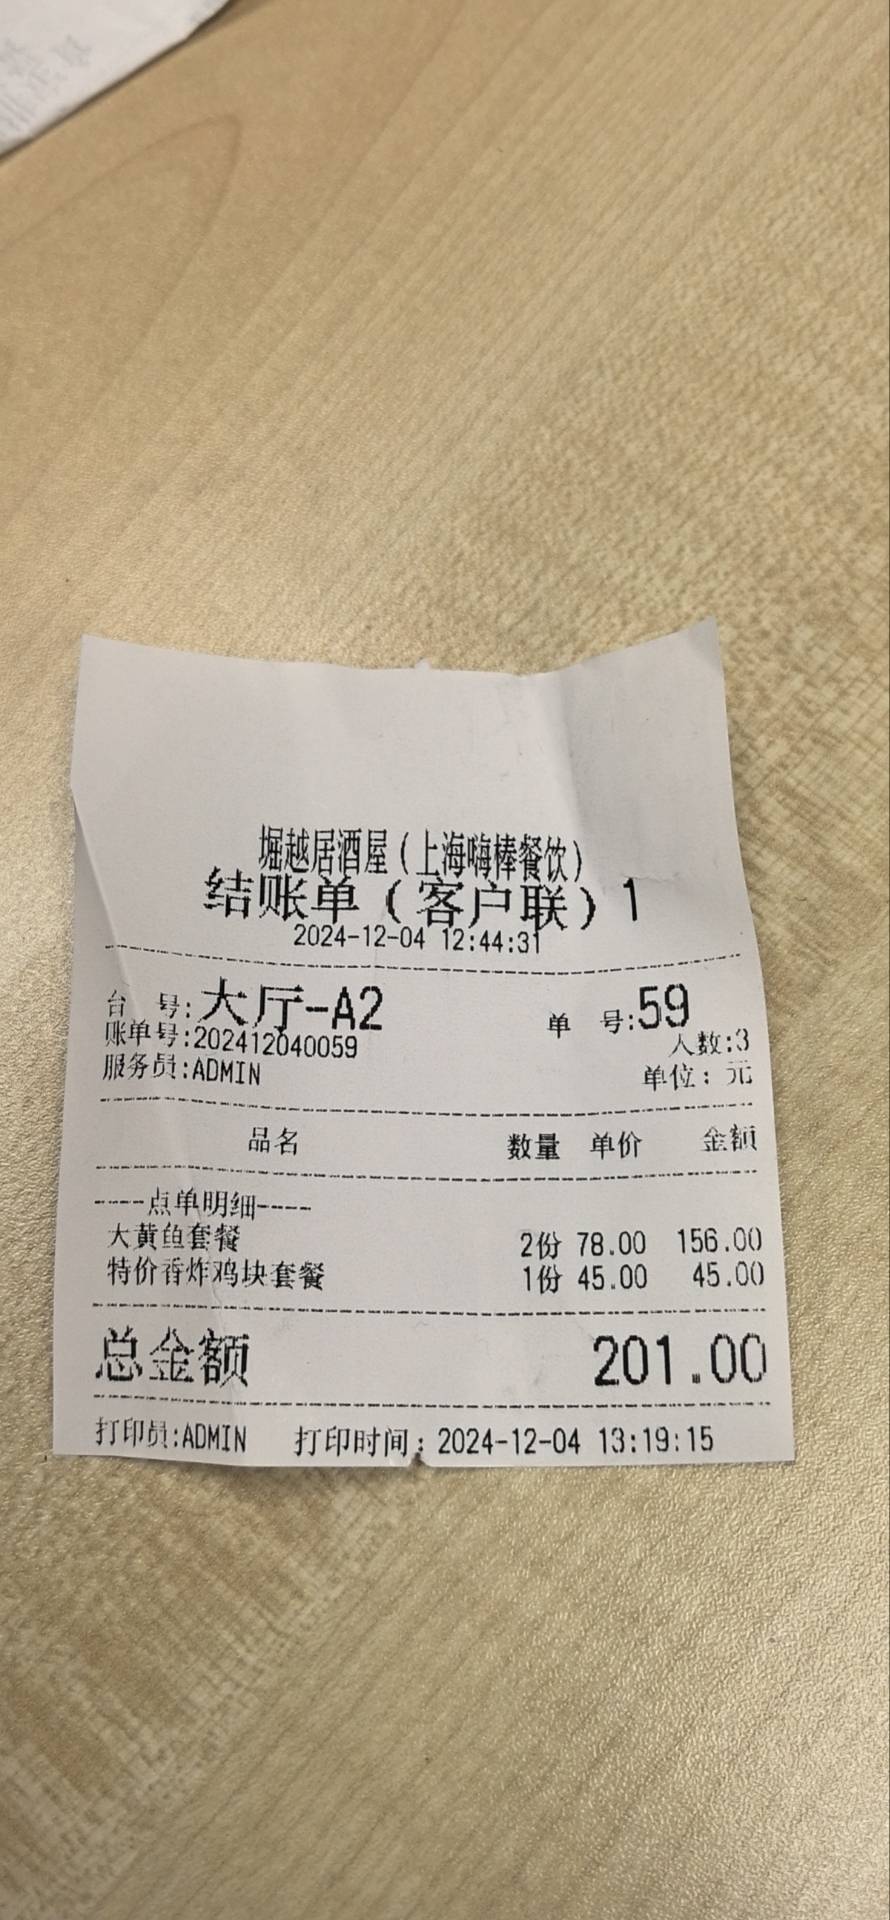 堀越居酒屋(上海嗨棒餐饮)
结账单(客户联)1
2024-12-04 12:44:31
台 号:大厅-A2 单 号:59
账单号:202412040059 人数:3
服务员:ADMIN 单位: 元
品名 数量 单价 金额
----点单明细----
大黄鱼套餐 2份 78.00 156.00
特价香炸鸡块套餐 1份 45.00 45.00
总金额 201.00
打印员:ADMIN 打印时间: 2024-12-04 13:19:15